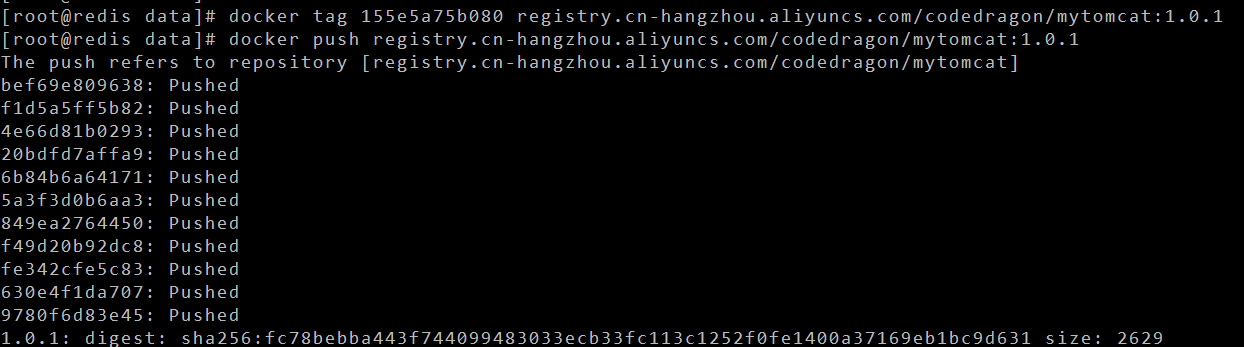 [root@redis data]# docker tag 155e5a75b080 registry.cn-hangzhou.aliyuncs.com/codedragon/mytomcat:1.0.1
[root@redis data]# docker push registry.cn-hangzhou.aliyuncs.com/codedragon/mytomcat:1.0.1
The push refers to repository [registry.cn-hangzhou.aliyuncs.com/codedragon/mytomcat]
bef69e809638: Pushed
f1d5a5ff5b82: Pushed
4e66d81b0293: Pushed
20bdfd7affa9: Pushed
6b84b6a64171: Pushed
5a3f3d0b6aa3: Pushed
849ea2764450: Pushed
f49d20b92dc8: Pushed
fe342cfe5c83: Pushed
630e4f1da707: Pushed
9780f6d83e45: Pushed
1.0.1: digest: sha256:fc78bebba443f744099483033ecb33fc113c1252f0fe1400a37169eb1bc9d631 size: 2629